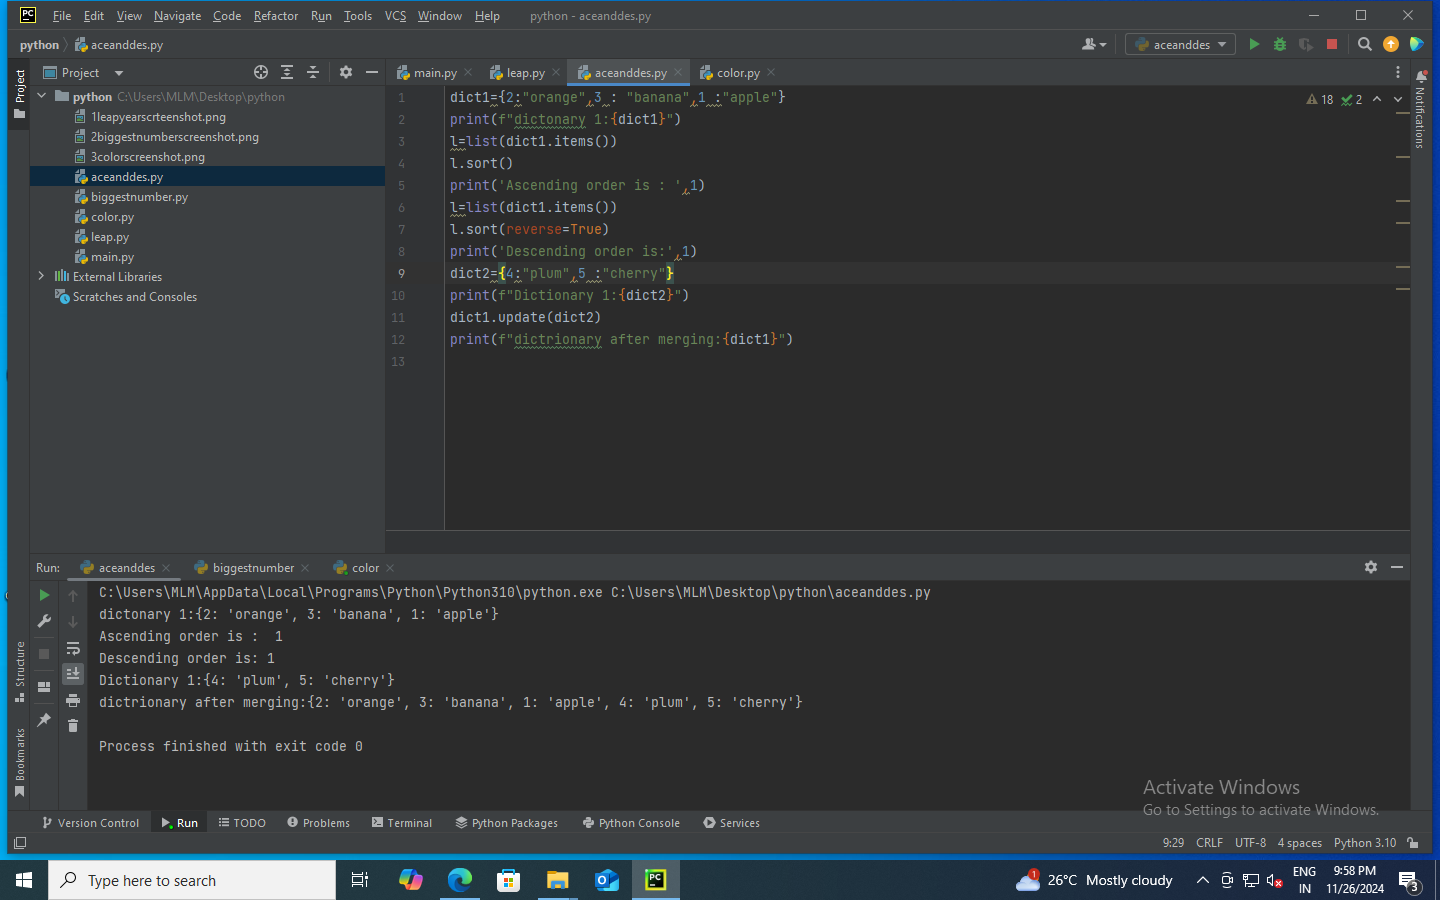 PC File Edit View Navigate Code Refactor Run Tools VCS Window Help python - aceanddes.py
python aceanddes.py aceanddes
Project
Project
Notifications
python C:\Users\MLM\Desktop\python
1leapyearscrteenshot.png
2biggestnumberscreenshot.png
3colorscreenshot.png
aceanddes.py
biggestnumber.py
color.py
leap.py
main.py
External Libraries
Scratches and Consoles
main.py leap.py aceanddes.py color.py
18 2
1 dict1={2:"orange",3 : "banana",1 :"apple"}
2 print(f"dictonary 1:{dict1}")
3 l=list(dict1.items())
4 l.sort()
5 print('Ascending order is : ',1)
6 l=list(dict1.items())
7 l.sort(reverse=True)
8 print('Descending order is:',1)
9 dict2={4:"plum",5 :"cherry"}
10 print(f"Dictionary 1:{dict2}")
11 dict1.update(dict2)
12 print(f"dictrionary after merging:{dict1}")
13
Run: aceanddes biggestnumber color
C:\Users\MLM\AppData\Local\Programs\Python\Python310\python.exe C:\Users\MLM\Desktop\python\aceanddes.py
dictonary 1:{2: 'orange', 3: 'banana', 1: 'apple'}
Ascending order is :  1
Descending order is: 1
Dictionary 1:{4: 'plum', 5: 'cherry'}
dictrionary after merging:{2: 'orange', 3: 'banana', 1: 'apple', 4: 'plum', 5: 'cherry'}
Process finished with exit code 0
Structure
Bookmarks
Activate Windows
Go to Settings to activate Windows.
Version Control Run TODO Problems Terminal Python Packages Python Console Services
9:29 CRLF UTF-8 4 spaces Python 3.10
Type here to search
PC
1 26°C Mostly cloudy
ENG
IN
9:58 PM
11/26/2024
3